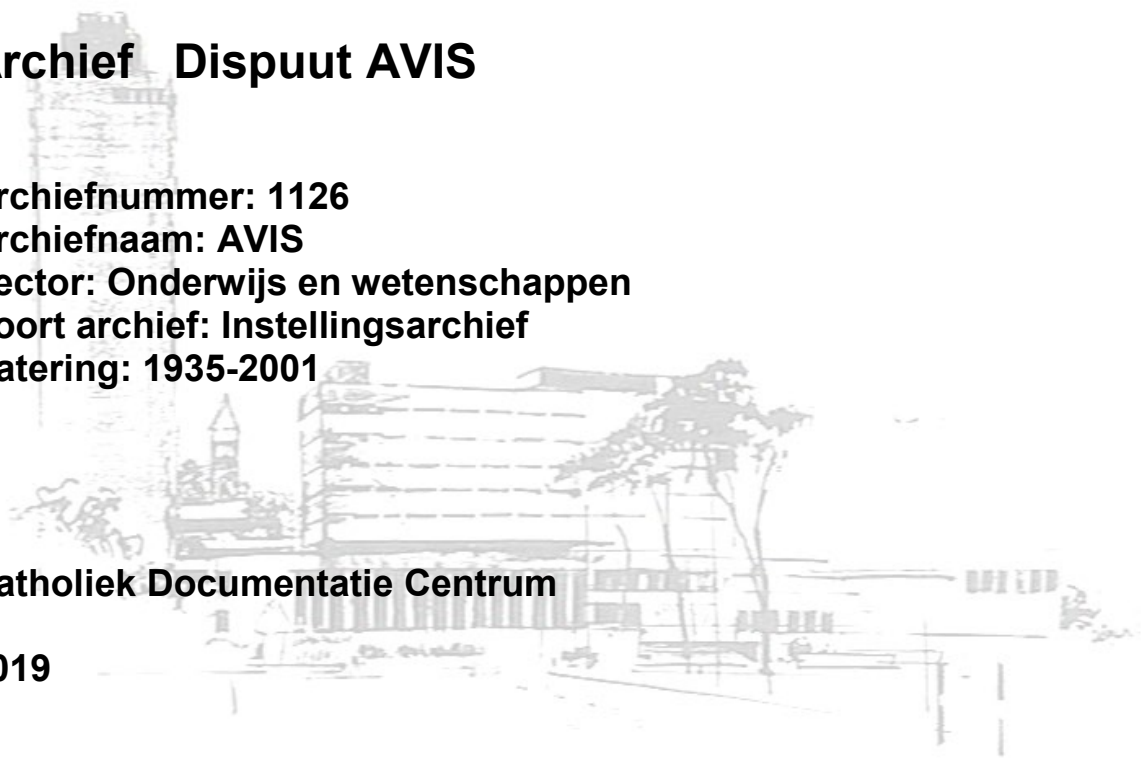 rchief Dispuut AVIS
rchiefnummer: 1126
rchiefnaam: AVIS
ector: Onderwijs en wetenschappen
oort archief: Instellingsarchief
atering: 1935-2001
atholiek Documentatie Centrum
019